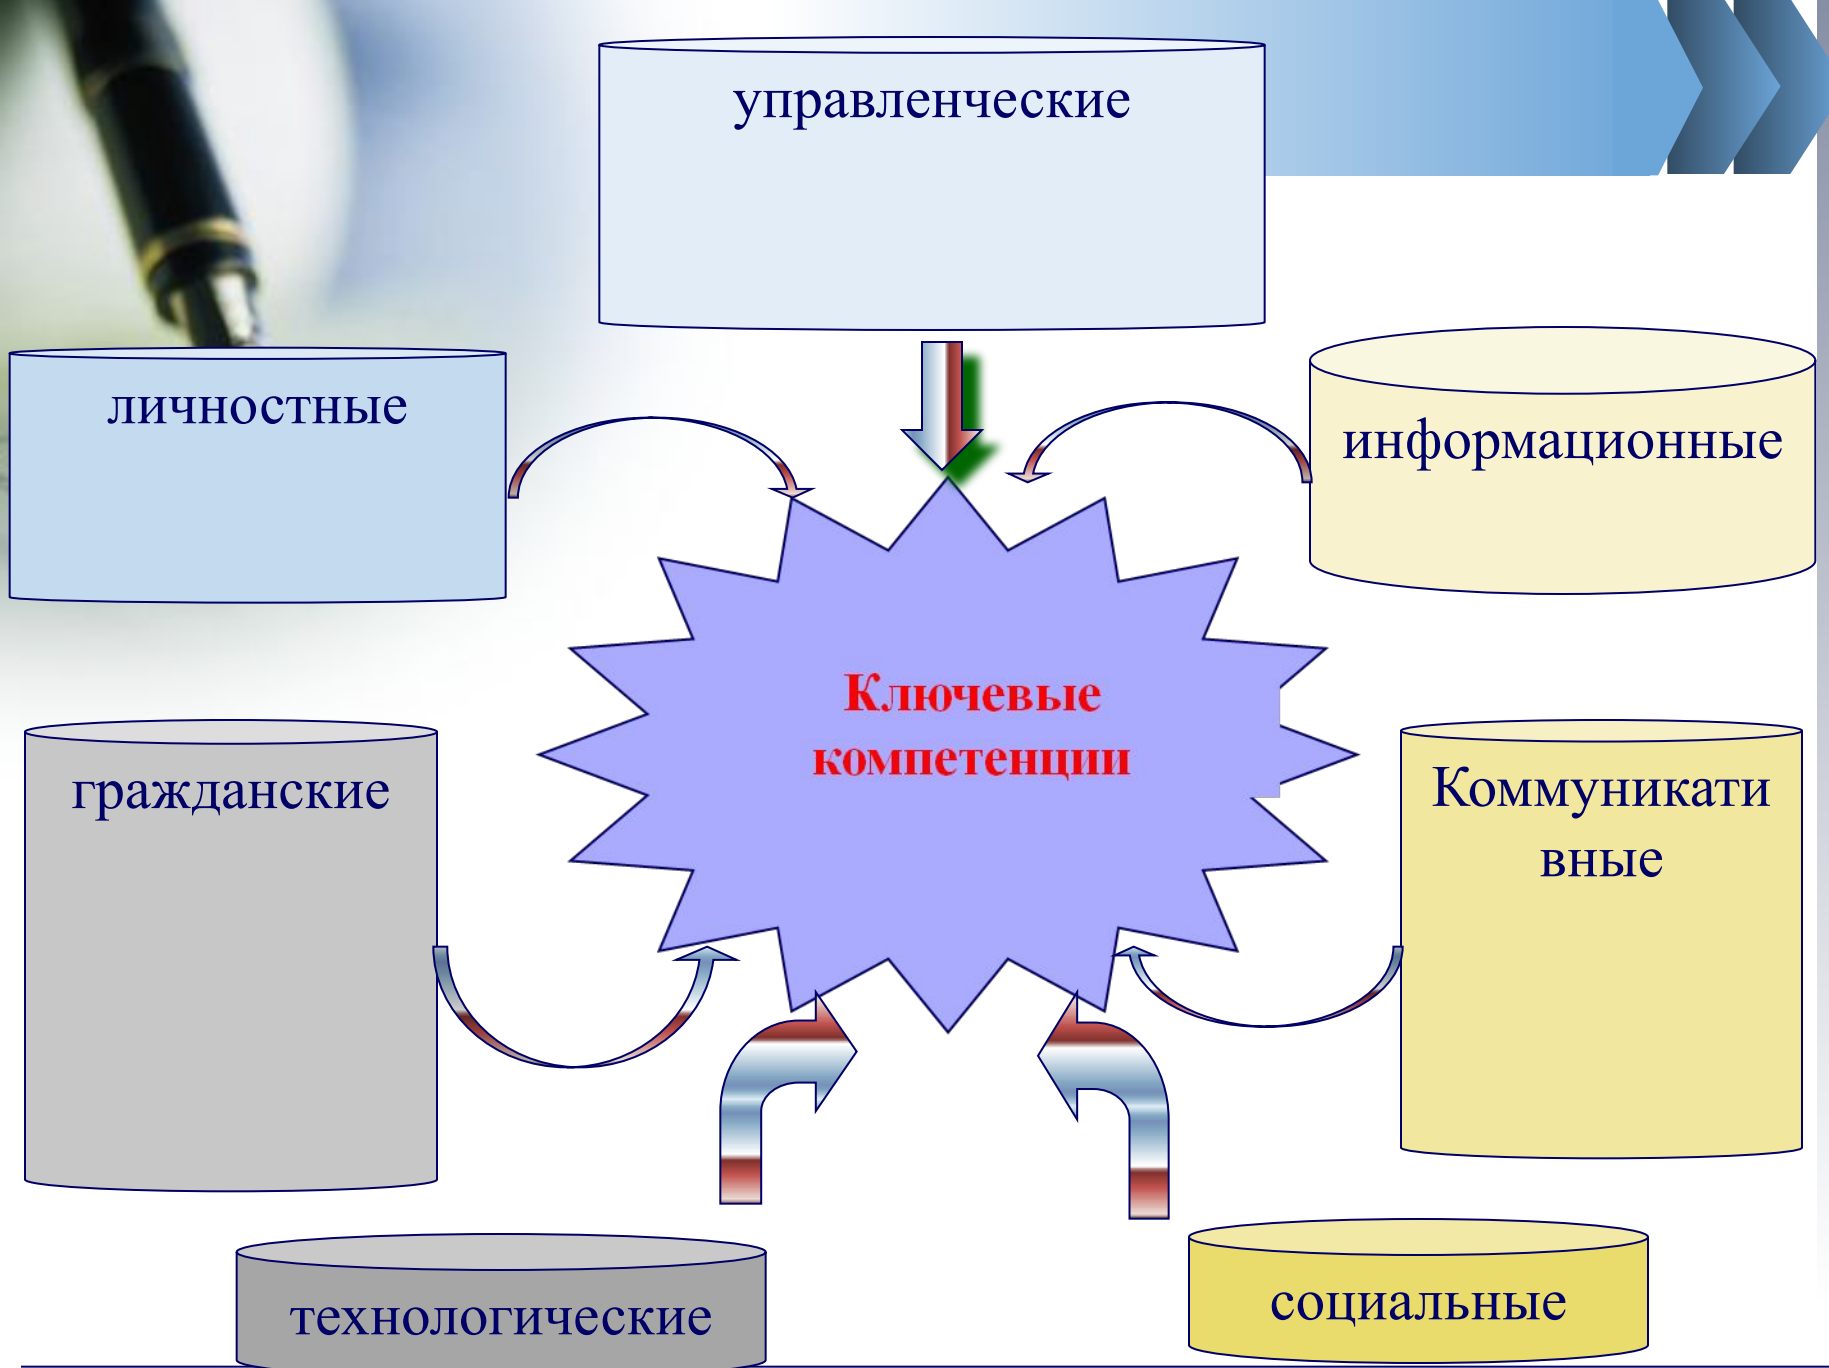 управленческие
личностные
информационные
Ключевые
компетенции
гражданские
Коммуникати
вные
технологические
социальные